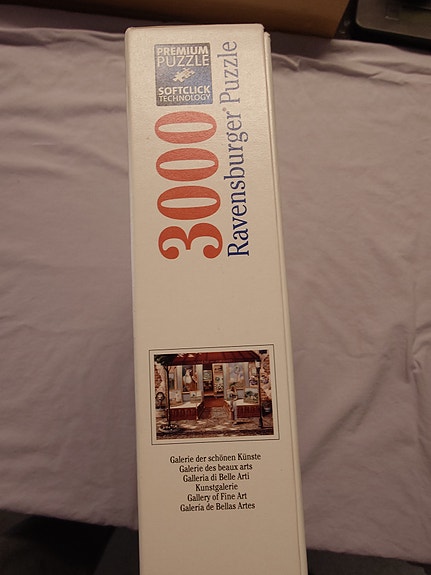 PREMIUM
PUZZLE
SOFTCLICK
TECHNOLOGY
3000
Ravensburger® Puzzle
Galerie der schönen Künste
Galerie des beaux arts
Galleria di Belle Arti
Kunstgalerie
Gallery of Fine Art
Galería de Bellas Artes